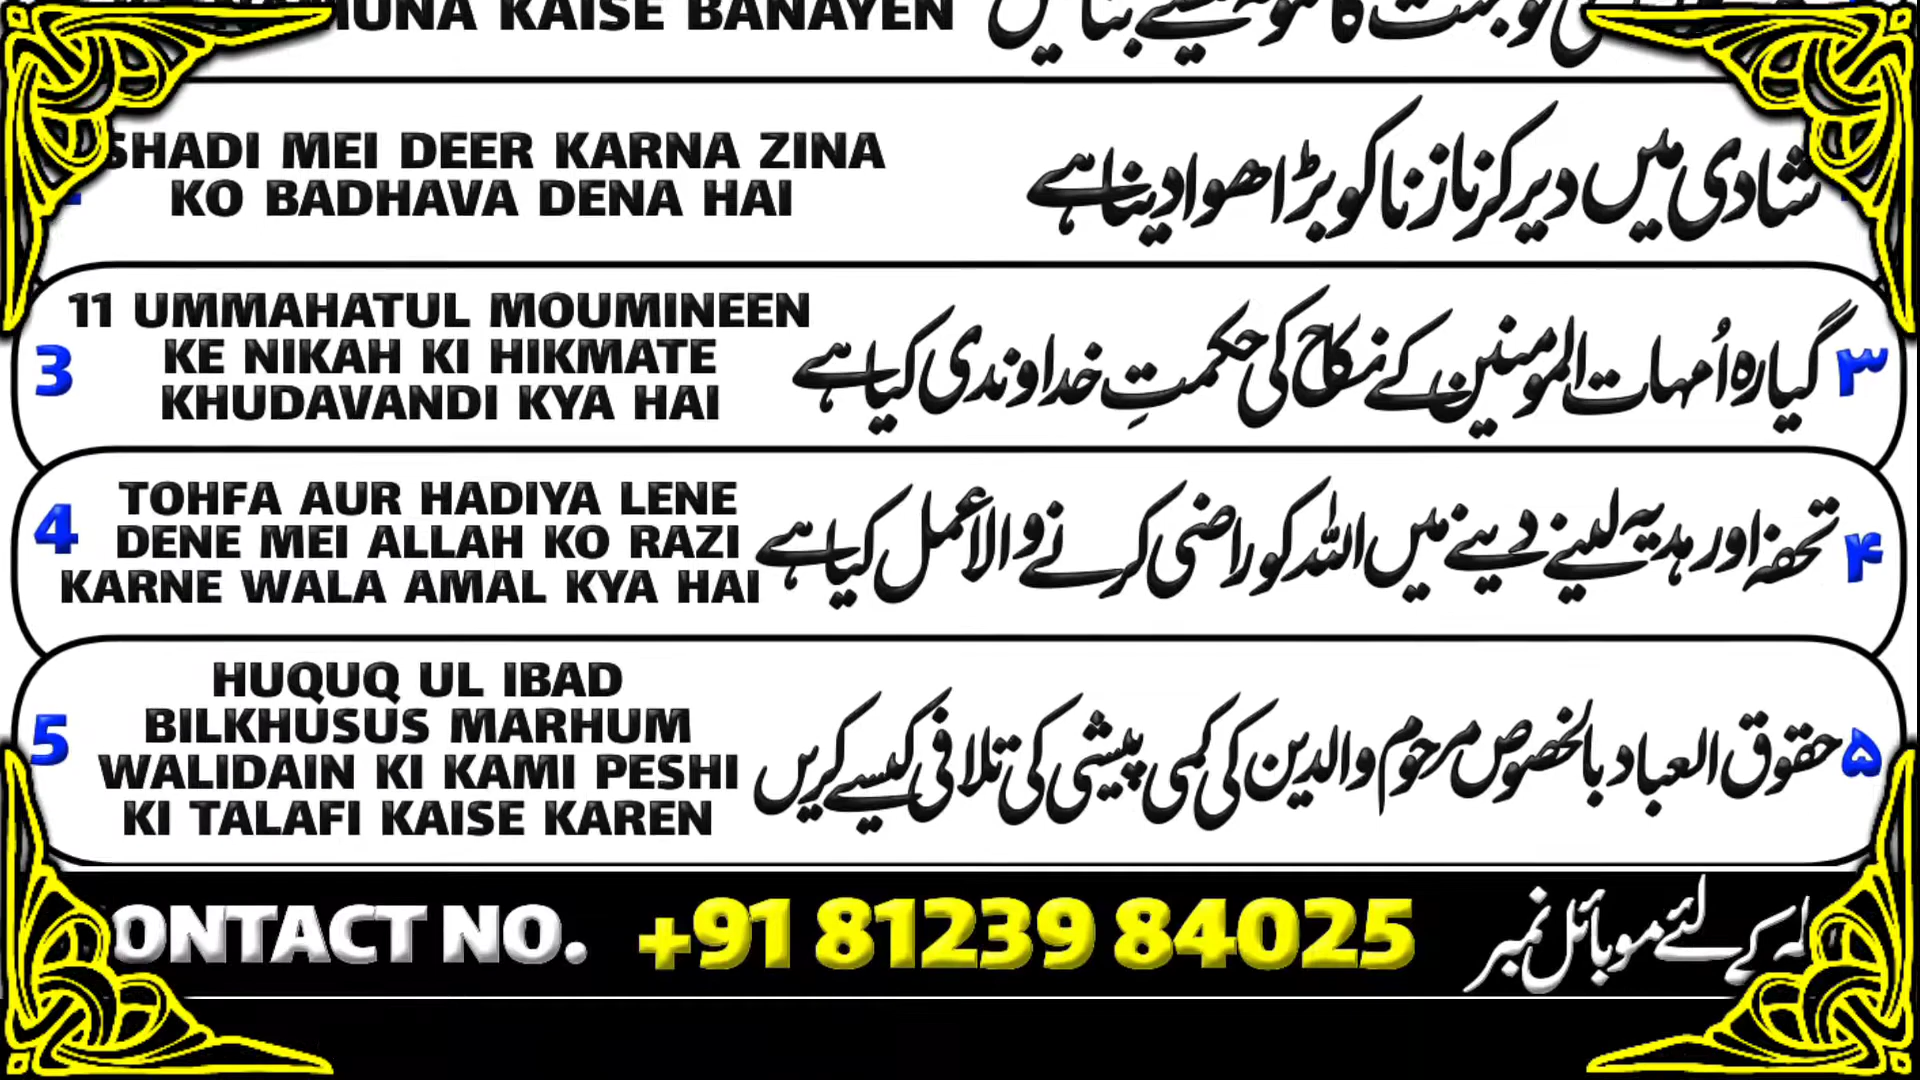 KAISE BANAYEN
کیسے بنائیں
SHADI MEI DEER KARNA ZINA
KO BADHAVA DENA HAI
شادی میں دیر کرنا زنا کو بڑاھوا دینا ہے
3
11 UMMAHATUL MOUMINEEN
KE NIKAH KI HIKMATE
KHUDAVANDI KYA HAI
گیارہ اُمہات المومنین کے نکاح کی حکمتِ خداوندی کیا ہے
۳
4
TOHFA AUR HADIYA LENE
DENE MEI ALLAH KO RAZI
KARNE WALA AMAL KYA HAI
تحفہ اور ہدیہ لینے دینے میں اللہ کو راضی کرنے والا عمل کیا ہے
۴
5
HUQUQ UL IBAD
BILKHUSUS MARHUM
WALIDAIN KI KAMI PESHI
KI TALAFI KAISE KAREN
حقوق العباد بالخصوص مرحوم والدین کی کمی پیشی کی تلافی کیسے کریں
۵
ONTACT NO. +91 81239 84025 کے لئے موبائل نمبر